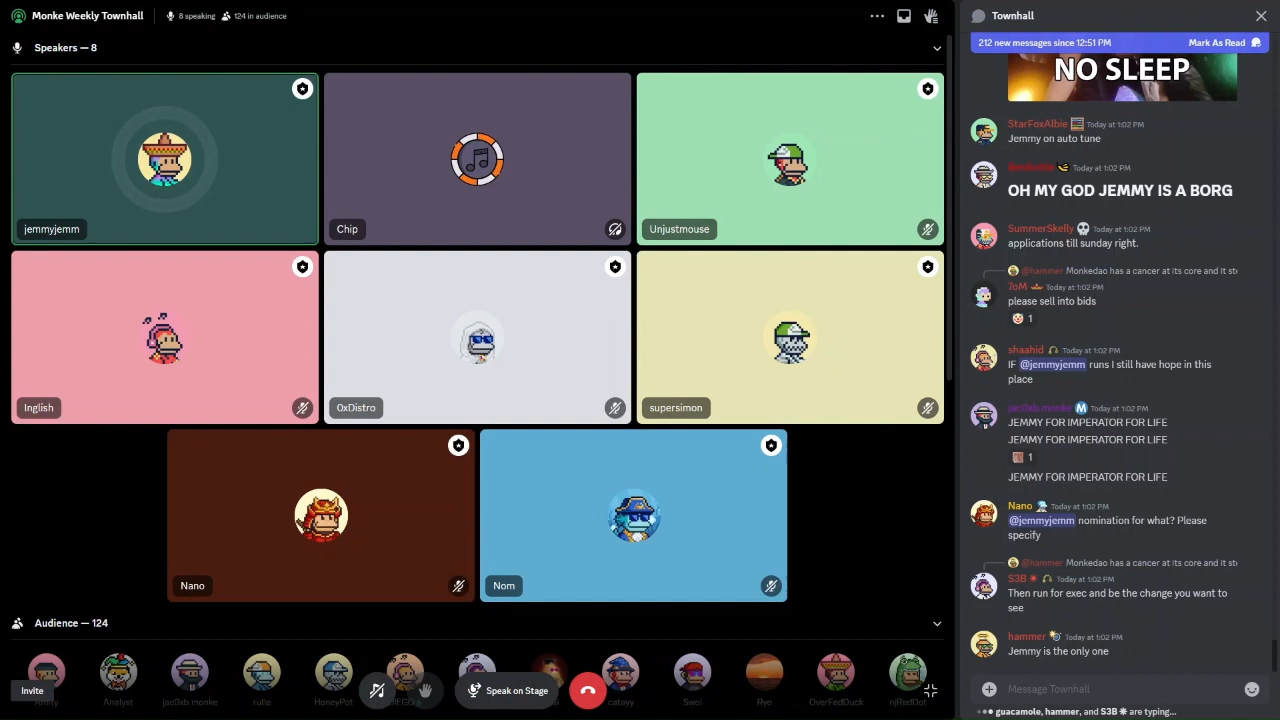 Monke Weekly Townhall
8 speaking
124 in audience
Speakers — 8
jemmyjemm
Chip
Unjustmouse
Inglish
0xDistro
supersimon
Nano
Nom
Audience — 124
Analyst
jac0xb.monke
rulle
HoneyPot
catayy
Swoi
Ryo
OverFedDuck
njRedDot
Invite
Speak on Stage
Townhall
212 new messages since 12:51 PM
Mark As Read
NO SLEEP
StarFoxAlbie Today at 1:02 PM
Jemmy on auto tune
Today at 1:02 PM
OH MY GOD JEMMY IS A BORG
SummerSkelly Today at 1:02 PM
applications till sunday right.
@hammer Monkedao has a cancer at its core and it ste
7oM Today at 1:02 PM
please sell into bids
1
shaahid Today at 1:02 PM
IF @jemmyjemm runs I still have hope in this
place
jac0xb.monke M Today at 1:02 PM
JEMMY FOR IMPERATOR FOR LIFE
JEMMY FOR IMPERATOR FOR LIFE
1
JEMMY FOR IMPERATOR FOR LIFE
Nano Today at 1:02 PM
@jemmyjemm nomination for what? Please
specify
@hammer Monkedao has a cancer at its core and it ste
S3B Today at 1:02 PM
Then run for exec and be the change you want to
see
hammer Today at 1:02 PM
Jemmy is the only one
Message Townhall
guacamole, hammer, and S3B are typing...